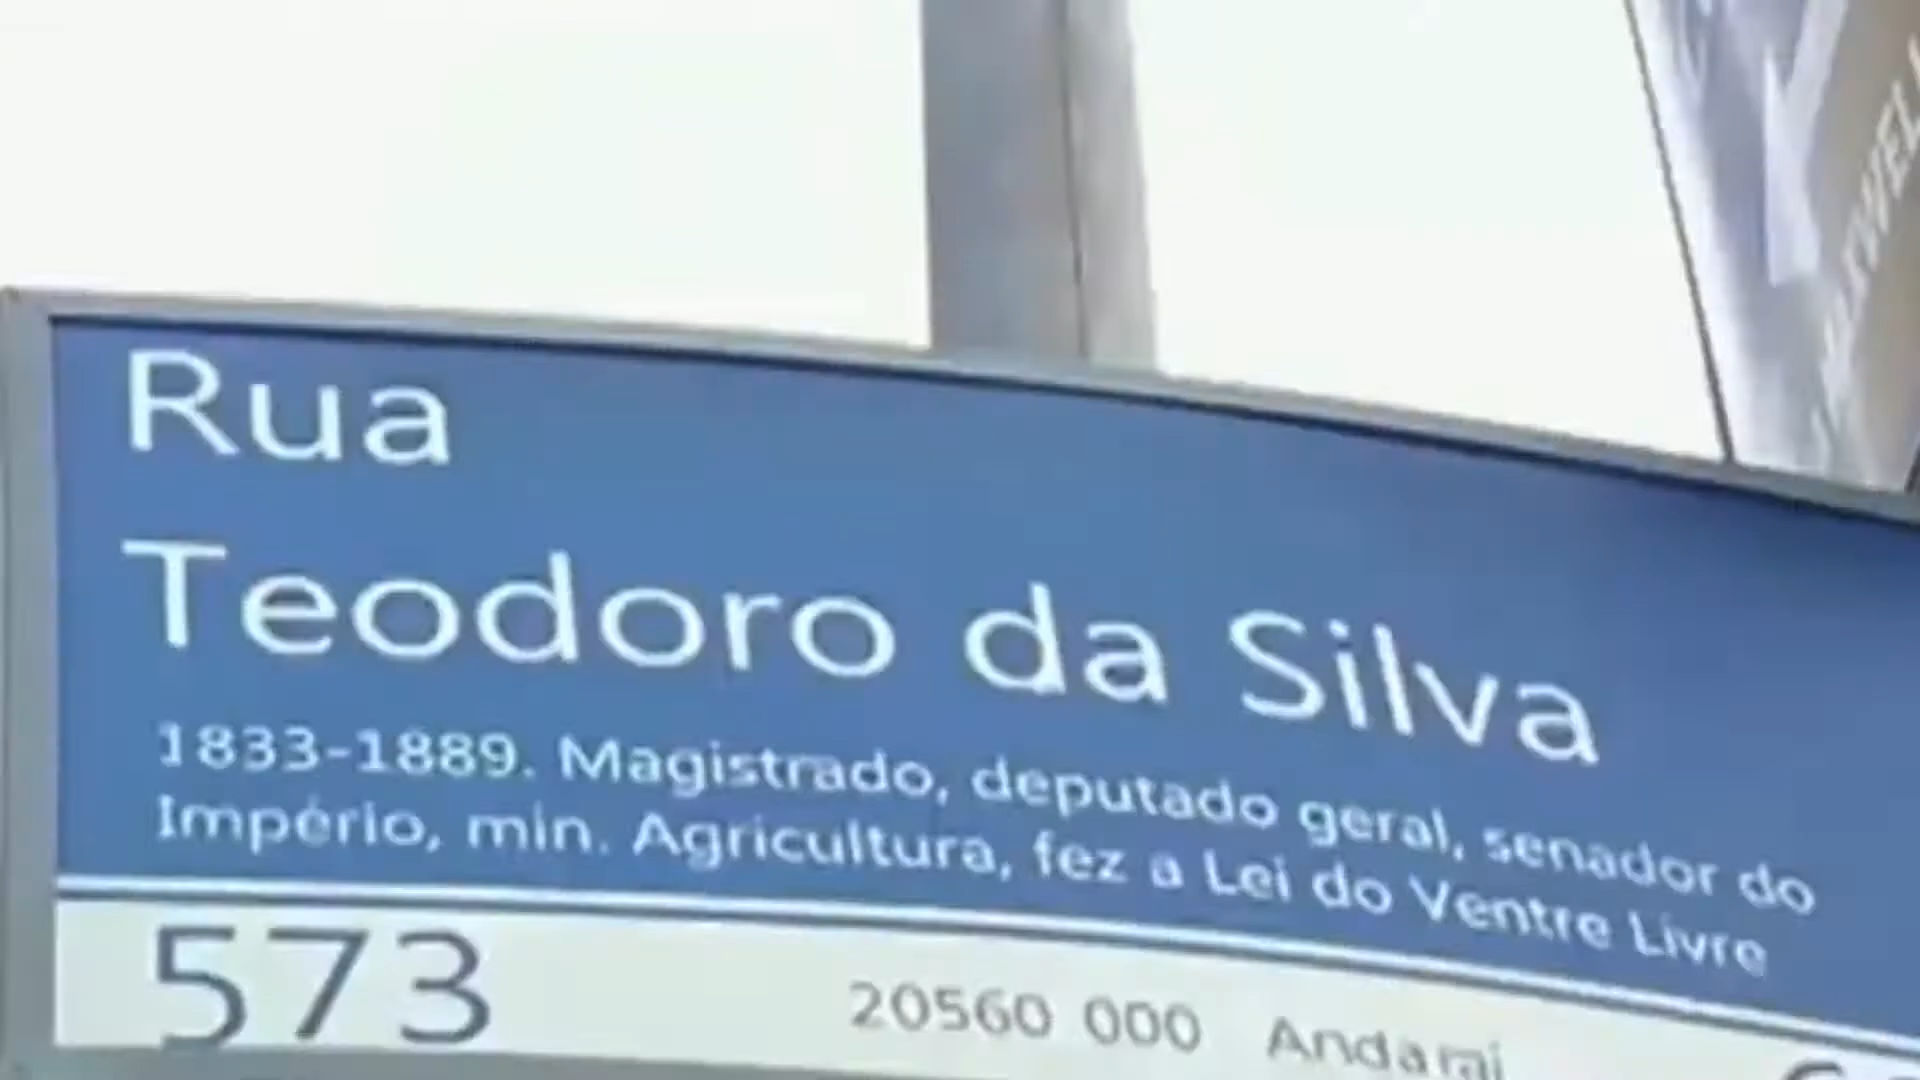 Rua
Teodoro da Silva
1833-1889. Magistrado, deputado geral, senador do
Império, min. Agricultura, fez a Lei do Ventre Livre
573
20560 000 Andarai